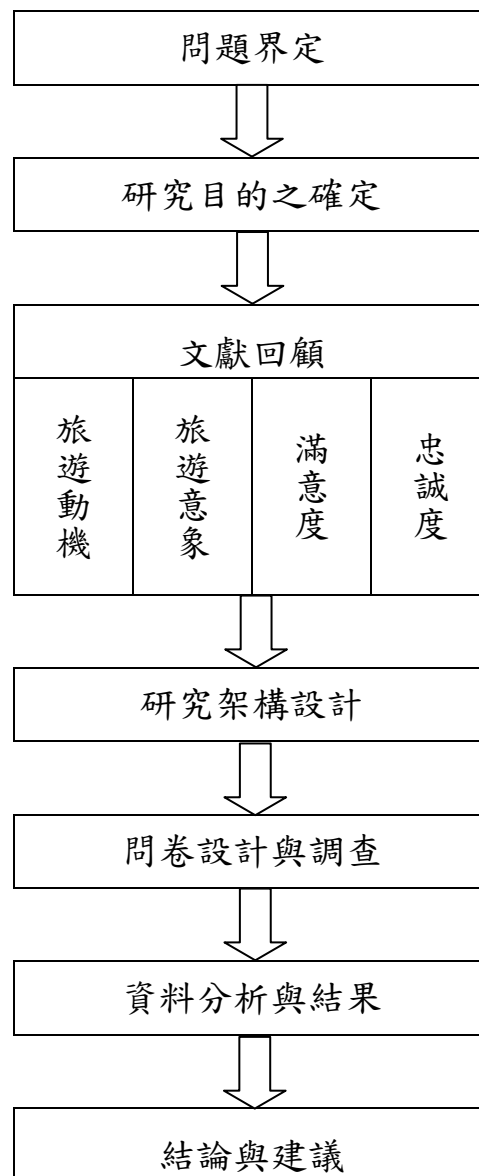 問題界定
研究目的之確定
文獻回顧
旅遊動機
旅遊意象
滿意度
忠誠度
研究架構設計
問卷設計與調查
資料分析與結果
結論與建議